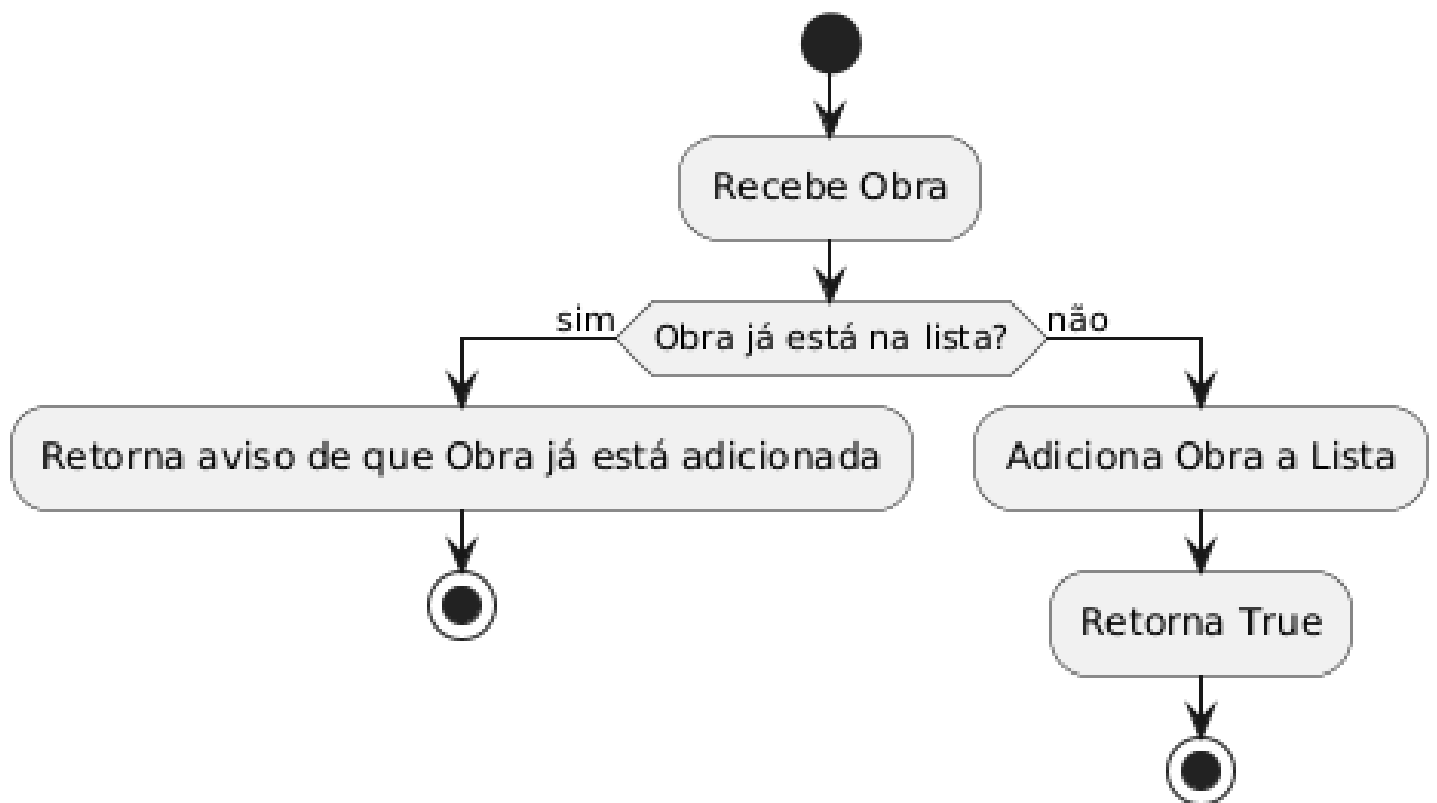 Recebe Obra
sim
Obra já está na lista?
não
Retorna aviso de que Obra já está adicionada
Adiciona Obra a Lista
Retorna True